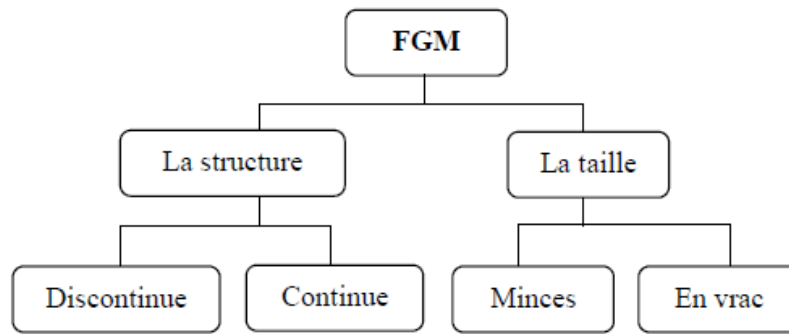 FGM
La structure
La taille
Discontinue
Continue
Minces
En vrac